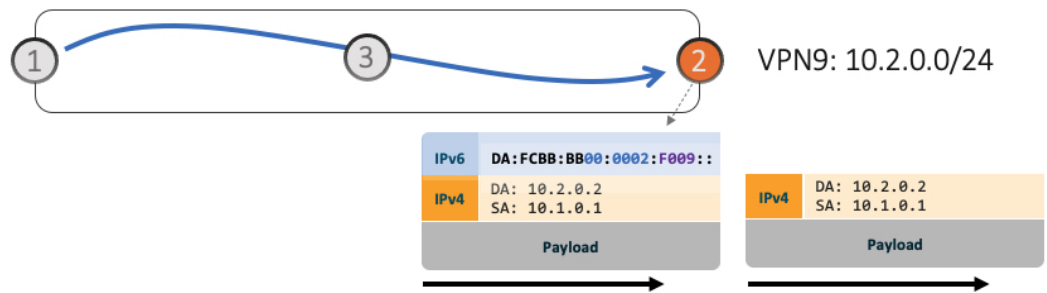 1
3
2
VPN9: 10.2.0.0/24
IPv6 DA:FCBB:BB00:0002:F009::
IPv4 DA: 10.2.0.2
SA: 10.1.0.1
Payload
IPv4 DA: 10.2.0.2
SA: 10.1.0.1
Payload